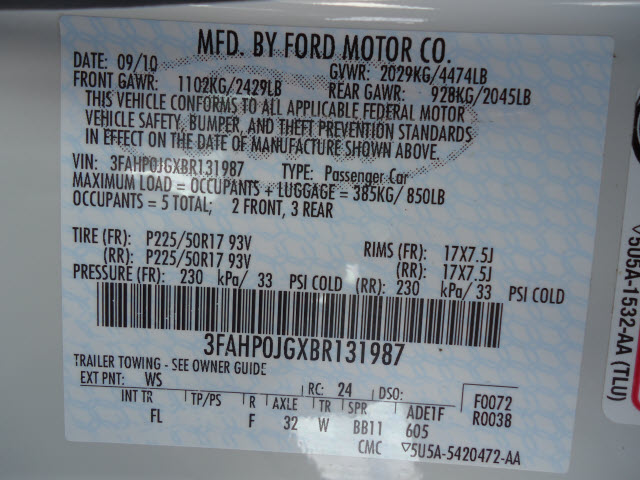 MFD. BY FORD MOTOR CO.
DATE: 09/10 GVWR: 2029KG/4474LB
FRONT GAWR: 1102KG/2429LB REAR GAWR: 928KG/2045LB
THIS VEHICLE CONFORMS TO ALL APPLICABLE FEDERAL MOTOR
VEHICLE SAFETY, BUMPER, AND THEFT PREVENTION STANDARDS
IN EFFECT ON THE DATE OF MANUFACTURE SHOWN ABOVE.
VIN: 3FAHP0JGXBR131987 TYPE: Passenger Car
MAXIMUM LOAD = OCCUPANTS + LUGGAGE = 385KG/ 850LB
OCCUPANTS = 5 TOTAL; 2 FRONT, 3 REAR
TIRE (FR): P225/50R17 93V RIMS (FR): 17X7.5J
(RR): P225/50R17 93V (RR): 17X7.5J
PRESSURE (FR): 230 kPa/ 33 PSI COLD (RR): 230 kPa/ 33 PSI COLD
3FAHP0JGXBR131987
TRAILER TOWING - SEE OWNER GUIDE
EXT PNT: WS RC: 24 DSO: F0072
R0038
INT TR TP/PS R AXLE TR SPR ADETF
FL F 32 W BB11 605
CMC ▽5U5A-5420472-AA
▽5U5A-1532-AA (TLU)